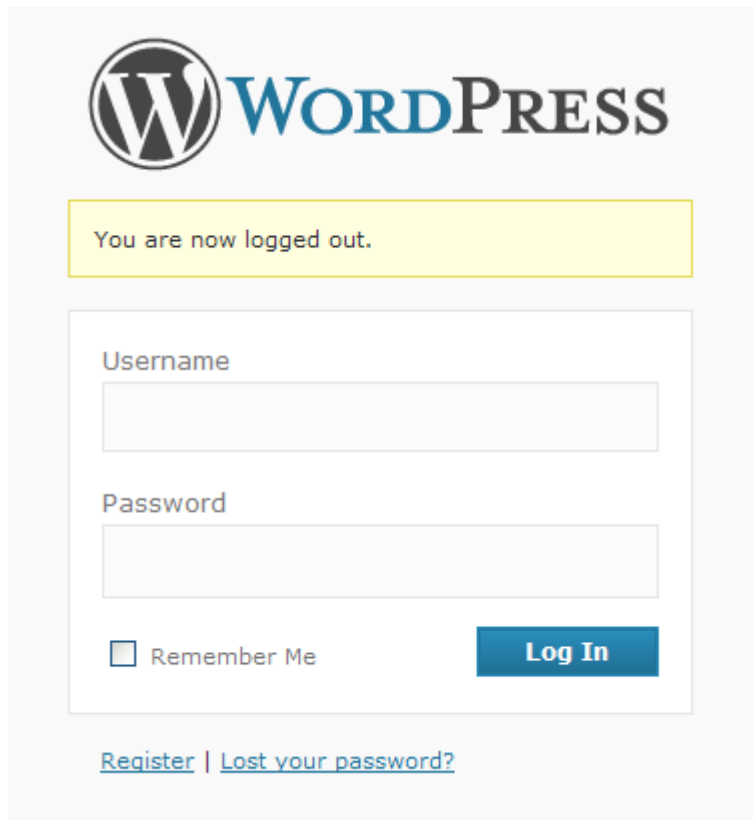 WORDPRESS
You are now logged out.
Username
Password
Remember Me
Log In
Register | Lost your password?